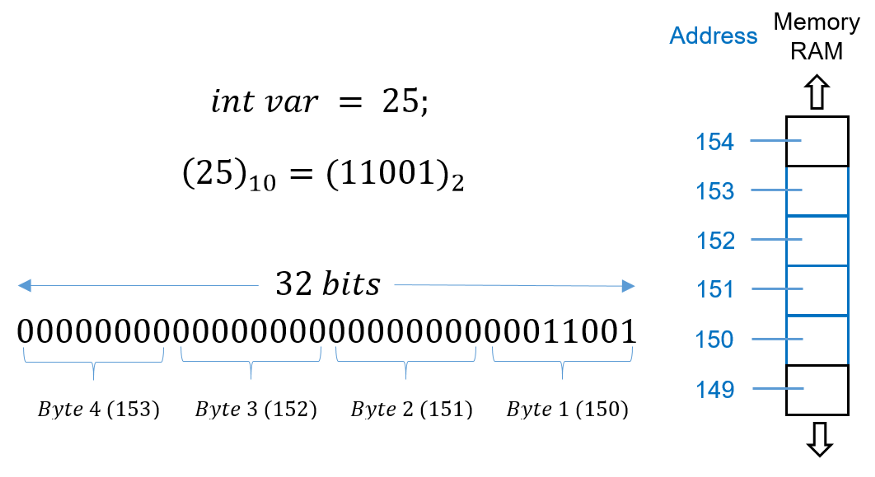 Address
Memory
RAM
int var = 25;
(25)₁₀ = (11001)₂
154
153
152
151
150
149
32 bits
00000000000000000000000000011001
Byte 4 (153) Byte 3 (152) Byte 2 (151) Byte 1 (150)